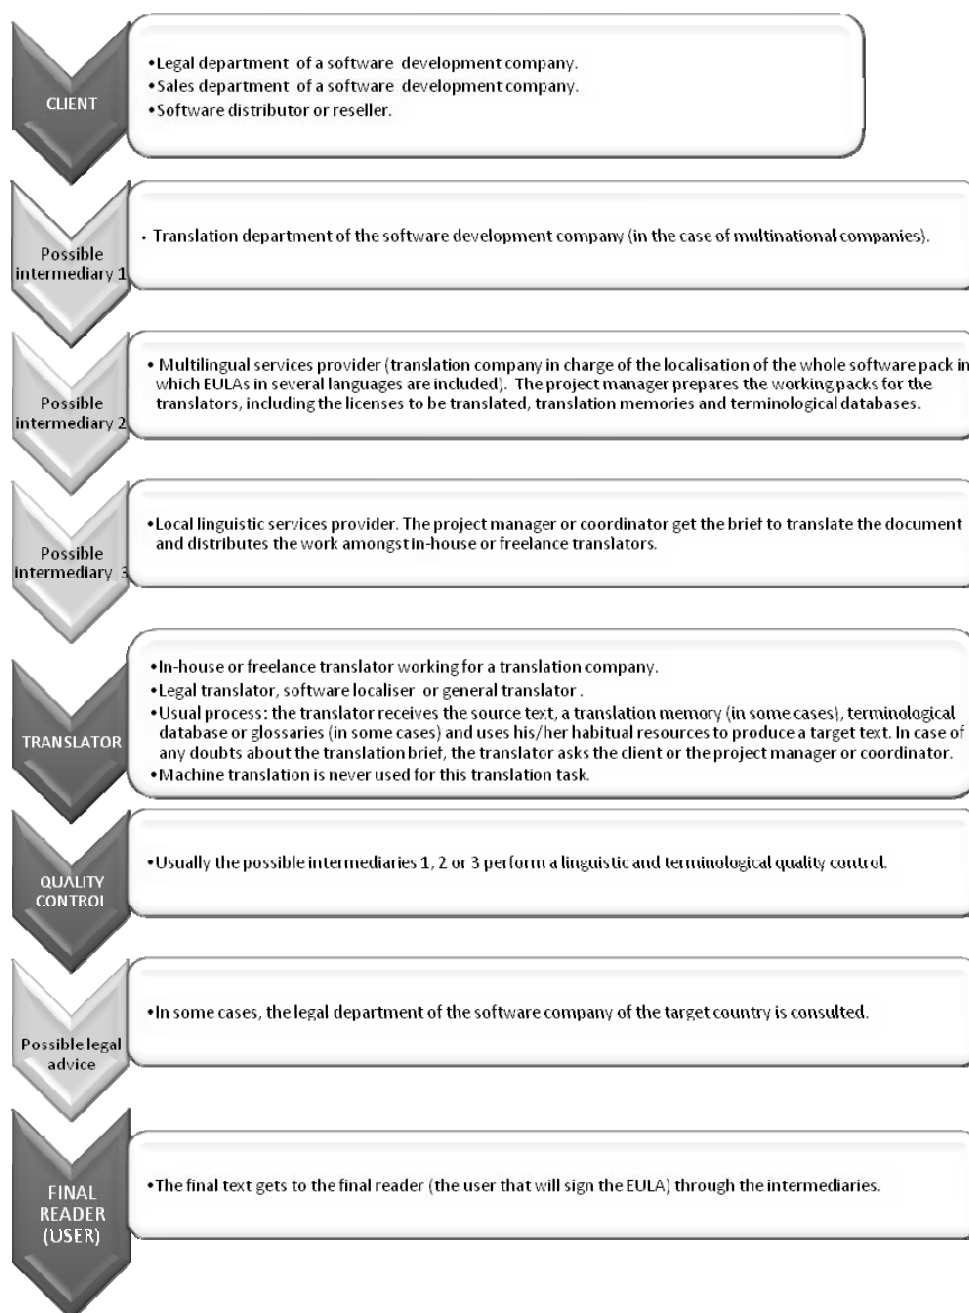 CLIENT
•Legal department of a software development company.
•Sales department of a software development company.
•Software distributor or reseller.
Possible
intermediary 1
- Translation department of the software development company (in the case of multinational companies).
Possible
intermediary 2
• Multilingual services provider (translation company in charge of the localisation of the whole software pack in
which EULAs in several languages are included). The project manager prepares the working packs for the
translators, including the licenses to be translated, translation memories and terminological databases.
Possible
intermediary 3
•Local linguistic services provider. The project manager or coordinator get the brief to translate the document
and distributes the work amongst in-house or freelance translators.
TRANSLATOR
•In-house or freelance translator working for a translation company.
•Legal translator, software localiser or general translator .
•Usual process: the translator receives the source text, a translation memory (in some cases), terminological
database or glossaries (in some cases) and uses his/her habitual resources to produce a target text. In case of
any doubts about the translation brief, the translator asks the client or the project manager or coordinator.
•Machine translation is never used for this translation task.
QUALITY
CONTROL
•Usually the possible intermediaries 1, 2 or 3 perform a linguistic and terminological quality control.
Possible legal
advice
•In some cases, the legal department of the software company of the target country is consulted.
FINAL
READER
(USER)
•The final text gets to the final reader (the user that will sign the EULA) through the intermediaries.